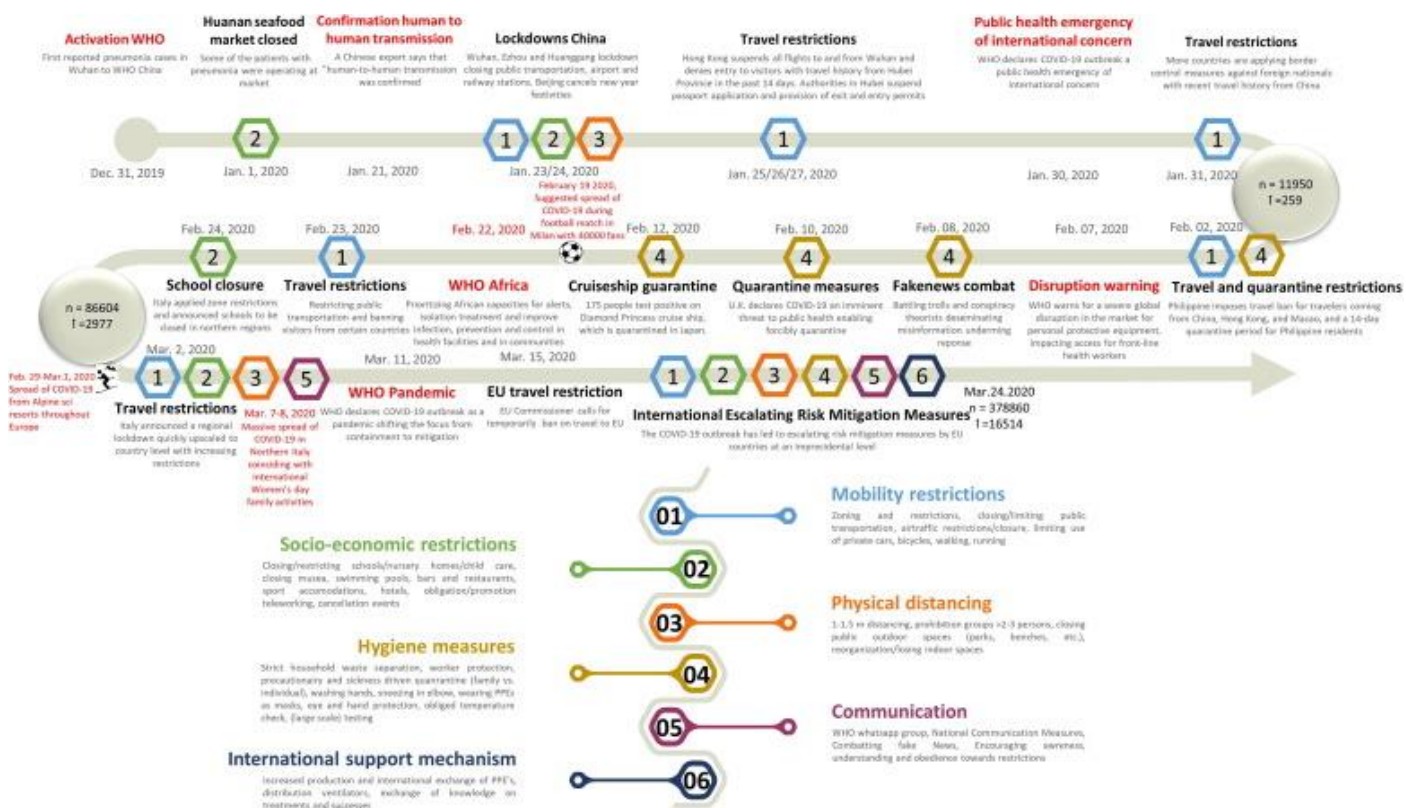 Activation WHO
First reported pneumonia cases in
Wuhan to WHO China
Huanan seafood
market closed
Some of the patients with
pneumonia were operating at
market
Confirmation human to
human transmission
A Chinese expert says that
"human-to-human transmission
was confirmed
Lockdowns China
Wuhan, Ezhou and Huanggang lockdown
closing public transportation, airport and
railway stations. Beijing cancels new year
festivities
Travel restrictions
Hong Kong suspends all flights to and from Wukan and
denies entry to visitors with travel history from Hubei
Province in the past 14 days. Authorities in Hubei suspend
passport application and provision of exit and entry permits
Public health emergency
of international concern
WHO declares COVID-19 outbreak a
public health emergency of
international concern
Travel restrictions
More countries are applying border
control measures against foreign nationals
with recent travel history from China
2
1
2
3
1
1
Dec. 31, 2019
Jan. 1, 2020
Jan. 21, 2020
Jan. 23/24, 2020
Jan. 25/26/27, 2020
Jan. 30, 2020
Jan. 31, 2020
n = 11950
ϯ =259
February 19 2020,
Suggested spread of
COVID-19 during
football match in
Milan with 40000 fans
Feb. 24, 2020
Feb. 23, 2020
Feb. 22, 2020
Feb. 12, 2020
Feb. 10, 2020
Feb. 08, 2020
Feb. 07, 2020
Feb. 02, 2020
2
1
4
4
4
1
4
n = 86604
ϯ =2977
School closure
Italy applied zone restrictions
and announced schools to be
closed in northern regions
Travel restrictions
Restricting public
transportation and banning
visitors from certain countries
WHO Africa
Prioritizing African capacities for alerts,
isolation treatment and improve
infection, prevention and control in
health facilities and in communities
Cruiseship guarantine
175 people test positive on
Diamond Princess cruise ship,
which is quarantined in Japan.
Quarantine measures
U.K. declares COVID-19 an imminent
threat to public health enabling
forcibly quarantine
Fakenews combat
Battling trolls and conspiracy
theorists deseminating
misinformation underming
reponse
Disruption warning
WHO warns for a severe global
disruption in the market for
personal protective equipment,
impacting access for front-line
health workers
Travel and quarantine restrictions
Philippine imposes travel ban for travelers coming
from China, Hong Kong, and Macao, and a 14-day
quarantine period for Philippine residents
Feb. 29-Mar.1, 2020
Spread of COVID-19
from Alpine sci
resorts throughout
Europe
Mar. 2, 2020
Mar. 11, 2020
Mar. 15, 2020
1
2
3
5
1
2
3
4
5
6
Travel restrictions
Italy announced a regional
lockdown quickly upscaled to
country level with increasing
restrictions
Mar. 7-8, 2020
Massive spread of
COVID-19 in
Northern Italy
coinciding with
international
Women's day
family activities
WHO Pandemic
WHO declares COVID-19 outbreak as a
pandemic shifting the focus from
containment to mitigation
EU travel restriction
EU Commissioner calls for
temporarily ban on travel to EU
International Escalating Risk Mitigation Measures
The COVID-19 outbreak has led to escalating risk mitigation measures by EU
countries at an imprecidental level
Mar.24.2020
n = 378860
ϯ =16514
01
Mobility restrictions
Zoning and restrictions, closing/limiting public
transportation, airtraffic restrictions/closure, limiting use
of private cars, bicycles, walking, running
Socio-economic restrictions
Closing/restricting schools/nursery homes/child care,
closing musea, swimming pools, bars and restaurants,
sport accomodations, hotels, obligation/promotion
teleworking, cancellation events
02
03
Physical distancing
1-1.5 m distancing, prohibition groups >2-3 persons, closing
public outdoor spaces (parks, benches, etc.),
reorganization/losing indoor spaces
Hygiene measures
Strict household waste separation, worker protection,
precautionary and sickness driven quanrantine (family vs.
individual), washing hands, sneezing in elbow, wearing PPEs
as masks, eye and hand protection, obliged temperature
check, (large scale) testing
04
05
Communication
WHO whatsapp group, National Communication Measures,
Combatting fake News, Encouraging awreness,
understanding and obedience towards restrictions
International support mechanism
Increased production and international exchange of PPE's,
distribution ventilators, exchange of knowledge on
treatments and successes
06